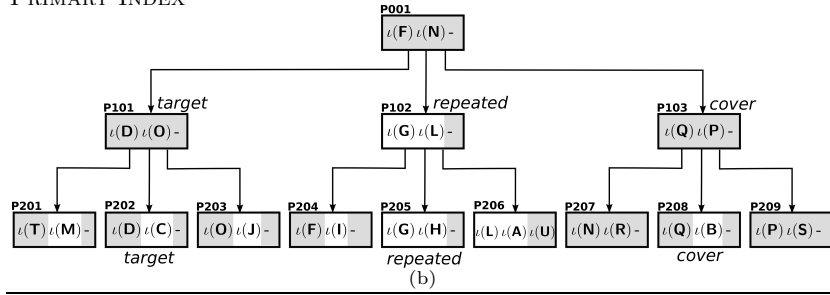 PRIMARY INDEX
P001
ι(F) ι(N) -
P101 target P102 repeated P103 cover
ι(D) ι(O) - ι(G) ι(L) - ι(Q) ι(P) -
P201 P202 P203 P204 P205 P206 P207 P208 P209
ι(T) ι(M) - ι(D) ι(C) - ι(O) ι(J) - ι(F) ι(I) - ι(G) ι(H) - ι(L) ι(A) ι(U) ι(N) ι(R) - ι(Q) ι(B) - ι(P) ι(S) -
target repeated cover
(b)